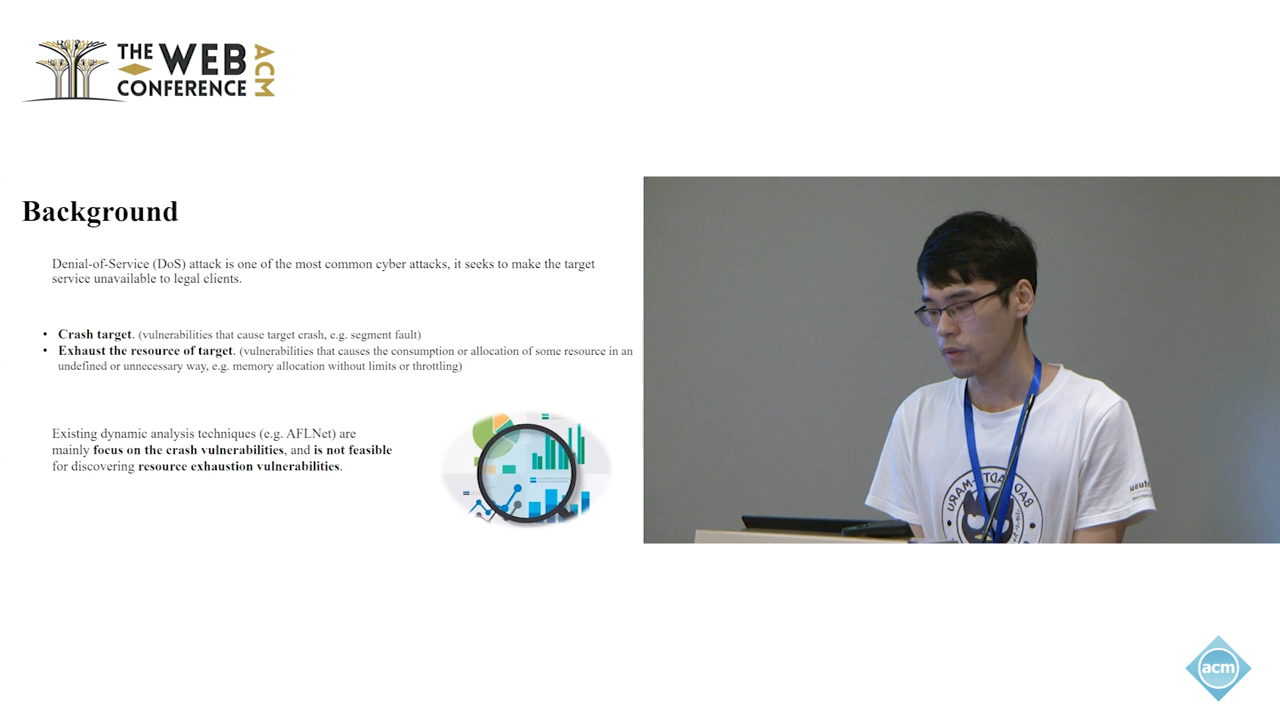 THE WEB
CONFERENCE
ACM
Background
Denial-of-Service (DoS) attack is one of the most common cyber attacks, it seeks to make the target
service unavailable to legal clients.
• Crash target. (vulnerabilities that cause target crash, e.g. segment fault)
• Exhaust the resource of target. (vulnerabilities that causes the consumption or allocation of some resource in an
undefined or unnecessary way, e.g. memory allocation without limits or throttling)
Existing dynamic analysis techniques (e.g. AFLNet) are
mainly focus on the crash vulnerabilities, and is not feasible
for discovering resource exhaustion vulnerabilities.
BAD BADTZ-MARU
acm